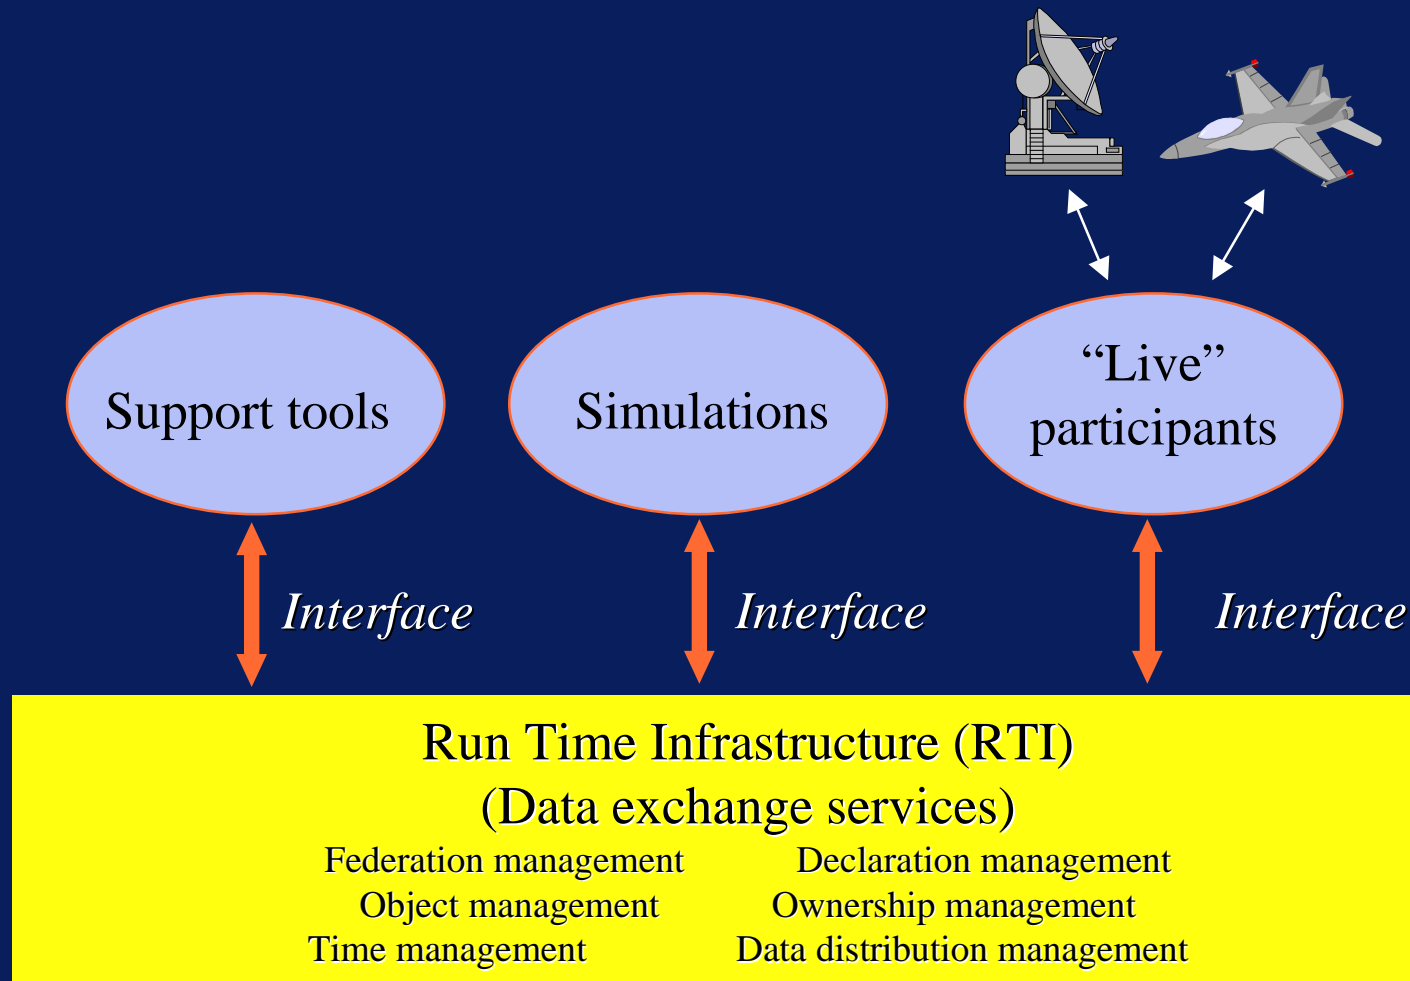 “Live”
participants
Support tools
Simulations
Interface
Interface
Interface
Run Time Infrastructure (RTI)
(Data exchange services)
Federation management Declaration management
Object management Ownership management
Time management Data distribution management